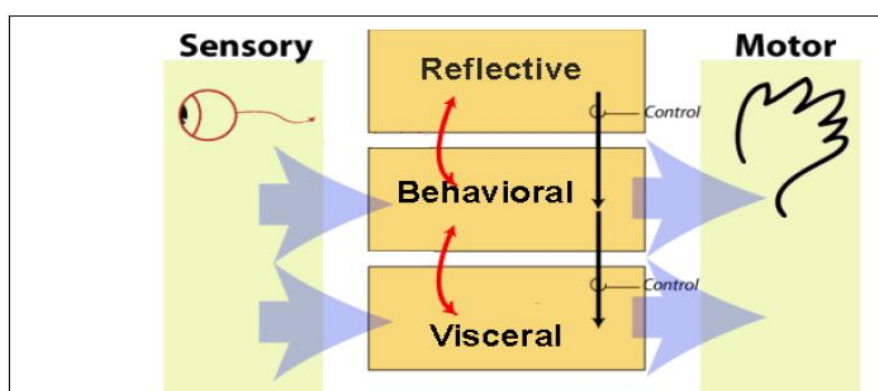 Sensory
Reflective
Motor
Control
Behavioral
Control
Visceral